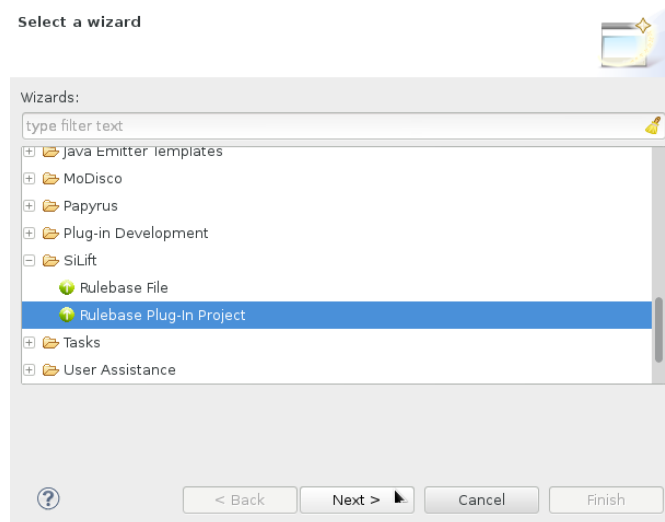 Select a wizard
Wizards:
type filter text
Java Emitter Templates
MoDisco
Papyrus
Plug-in Development
SiLift
Rulebase File
Rulebase Plug-In Project
Tasks
User Assistance
?
< Back Next > Cancel Finish